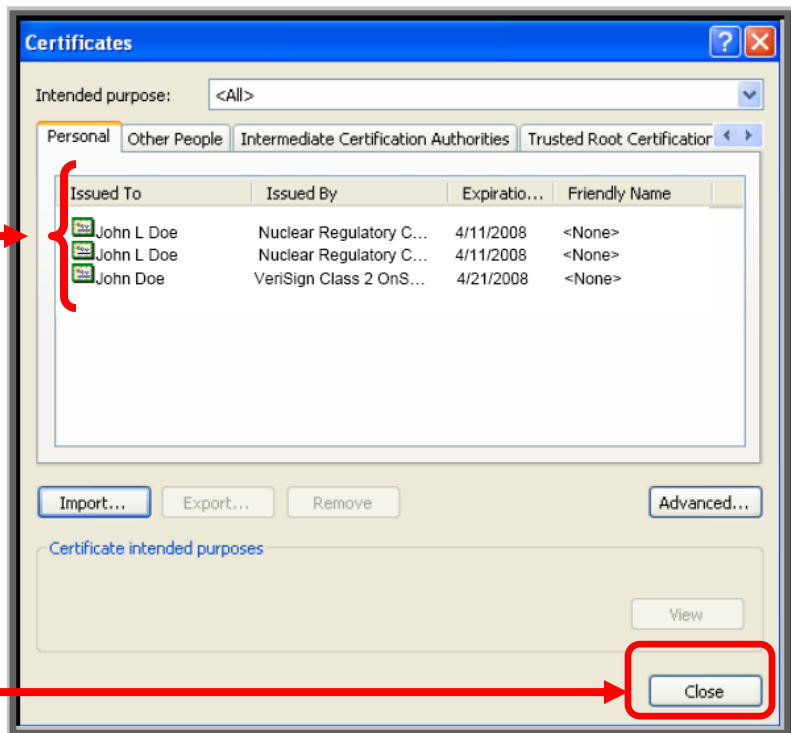 Certificates
Intended purpose: <All>
Personal Other People Intermediate Certification Authorities Trusted Root Certification
Issued To Issued By Expiratio... Friendly Name
John L Doe Nuclear Regulatory C... 4/11/2008 <None>
John L Doe Nuclear Regulatory C... 4/11/2008 <None>
John Doe VeriSign Class 2 OnS... 4/21/2008 <None>
Import... Export... Remove Advanced...
Certificate intended purposes
View
Close